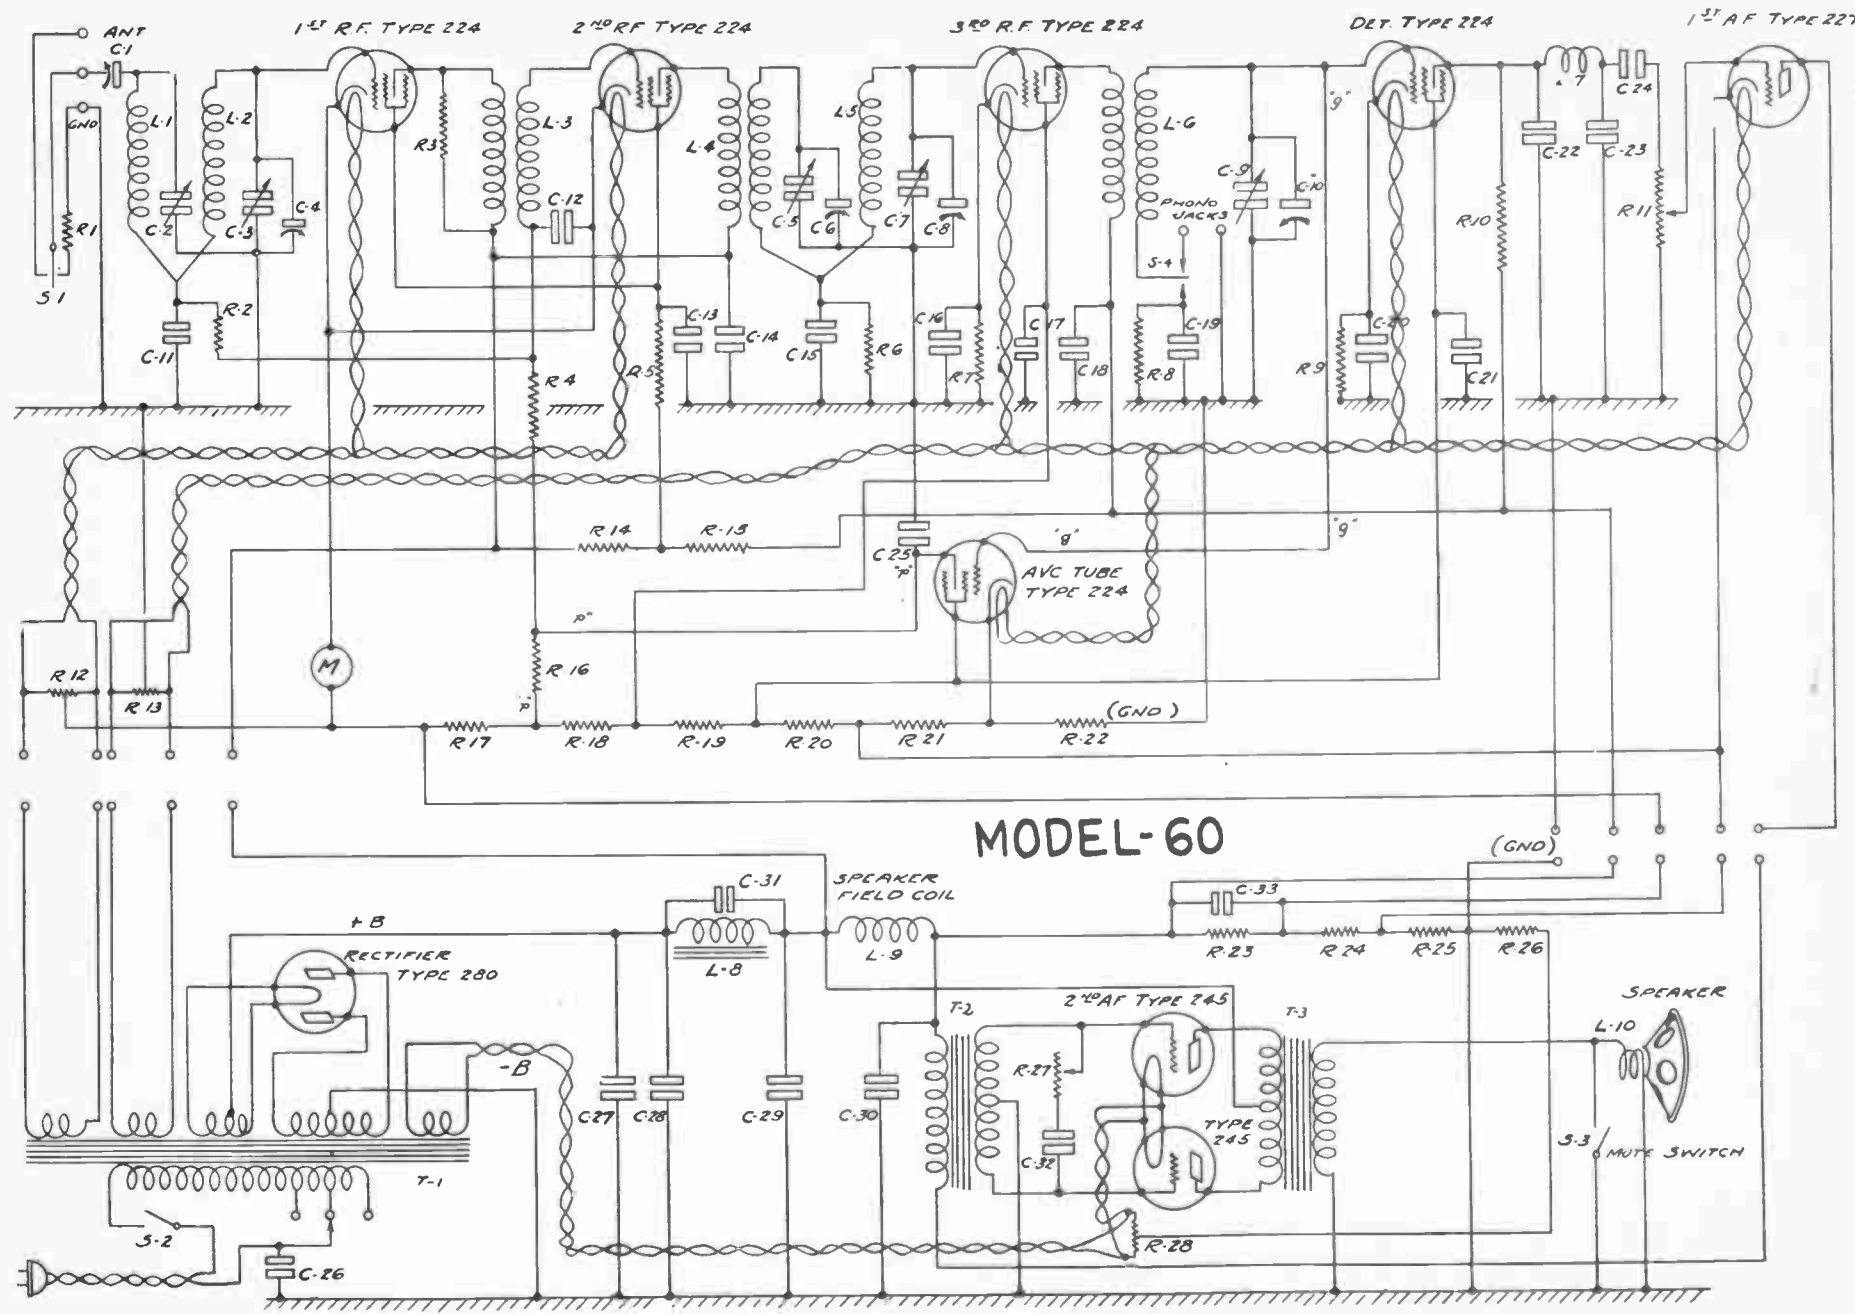 ANT
1ST R.F. TYPE 224
2ND RF TYPE 224
3RD R.F. TYPE 224
DET. TYPE 224
1ST AF TYPE 227
C-1
GND
L-1
L-2
R3
L-3
L-4
L-5
L-6
"g"
C-22
C-23
C-24
R1
C-2
C-3
C-4
C-12
C-5
C-6
C-7
C-8
PHONO
JACKS
C-9
C-10
R-10
R11
S-1
S-4
C-11
R-2
R-4
R-5
C-13
C-14
C-15
R6
C-16
R-7
C-17
C-18
R-8
C-19
R9
C-20
C-21
R-14
R-15
C-25
"P"
"g"
"g"
AVC TUBE
TYPE 224
"P"
R12
R-13
M
R-16
"P"
R-17
R-18
R-19
R-20
R-21
R-22
(GND)
MODEL-60
(GND)
+ B
RECTIFIER
TYPE 280
C-31
L-8
SPEAKER
FIELD COIL
L-9
C-33
R-23
R-24
R-25
R-26
-B
T-2
2ND AF TYPE 245
T-3
SPEAKER
L-10
C-27
C-28
C-29
C-30
R-27
C-32
TYPE
245
S-3
MUTE SWITCH
T-1
S-2
C-26
R-28